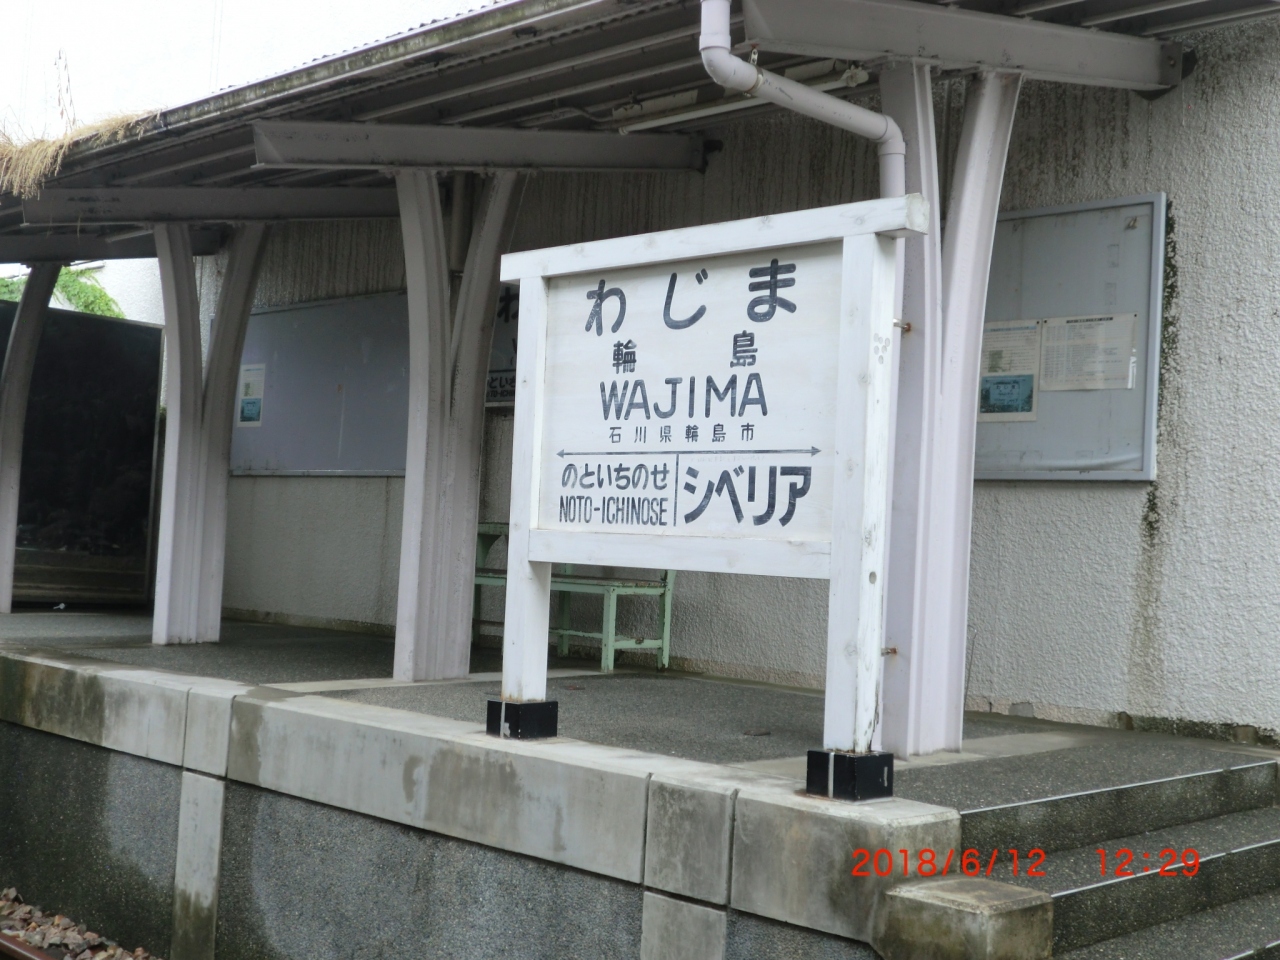 わじま
輪島
WAJIMA
石川県輪島市
のといちのせ
NOTO-ICHINOSE
シベリア
2018/6/12 12:29